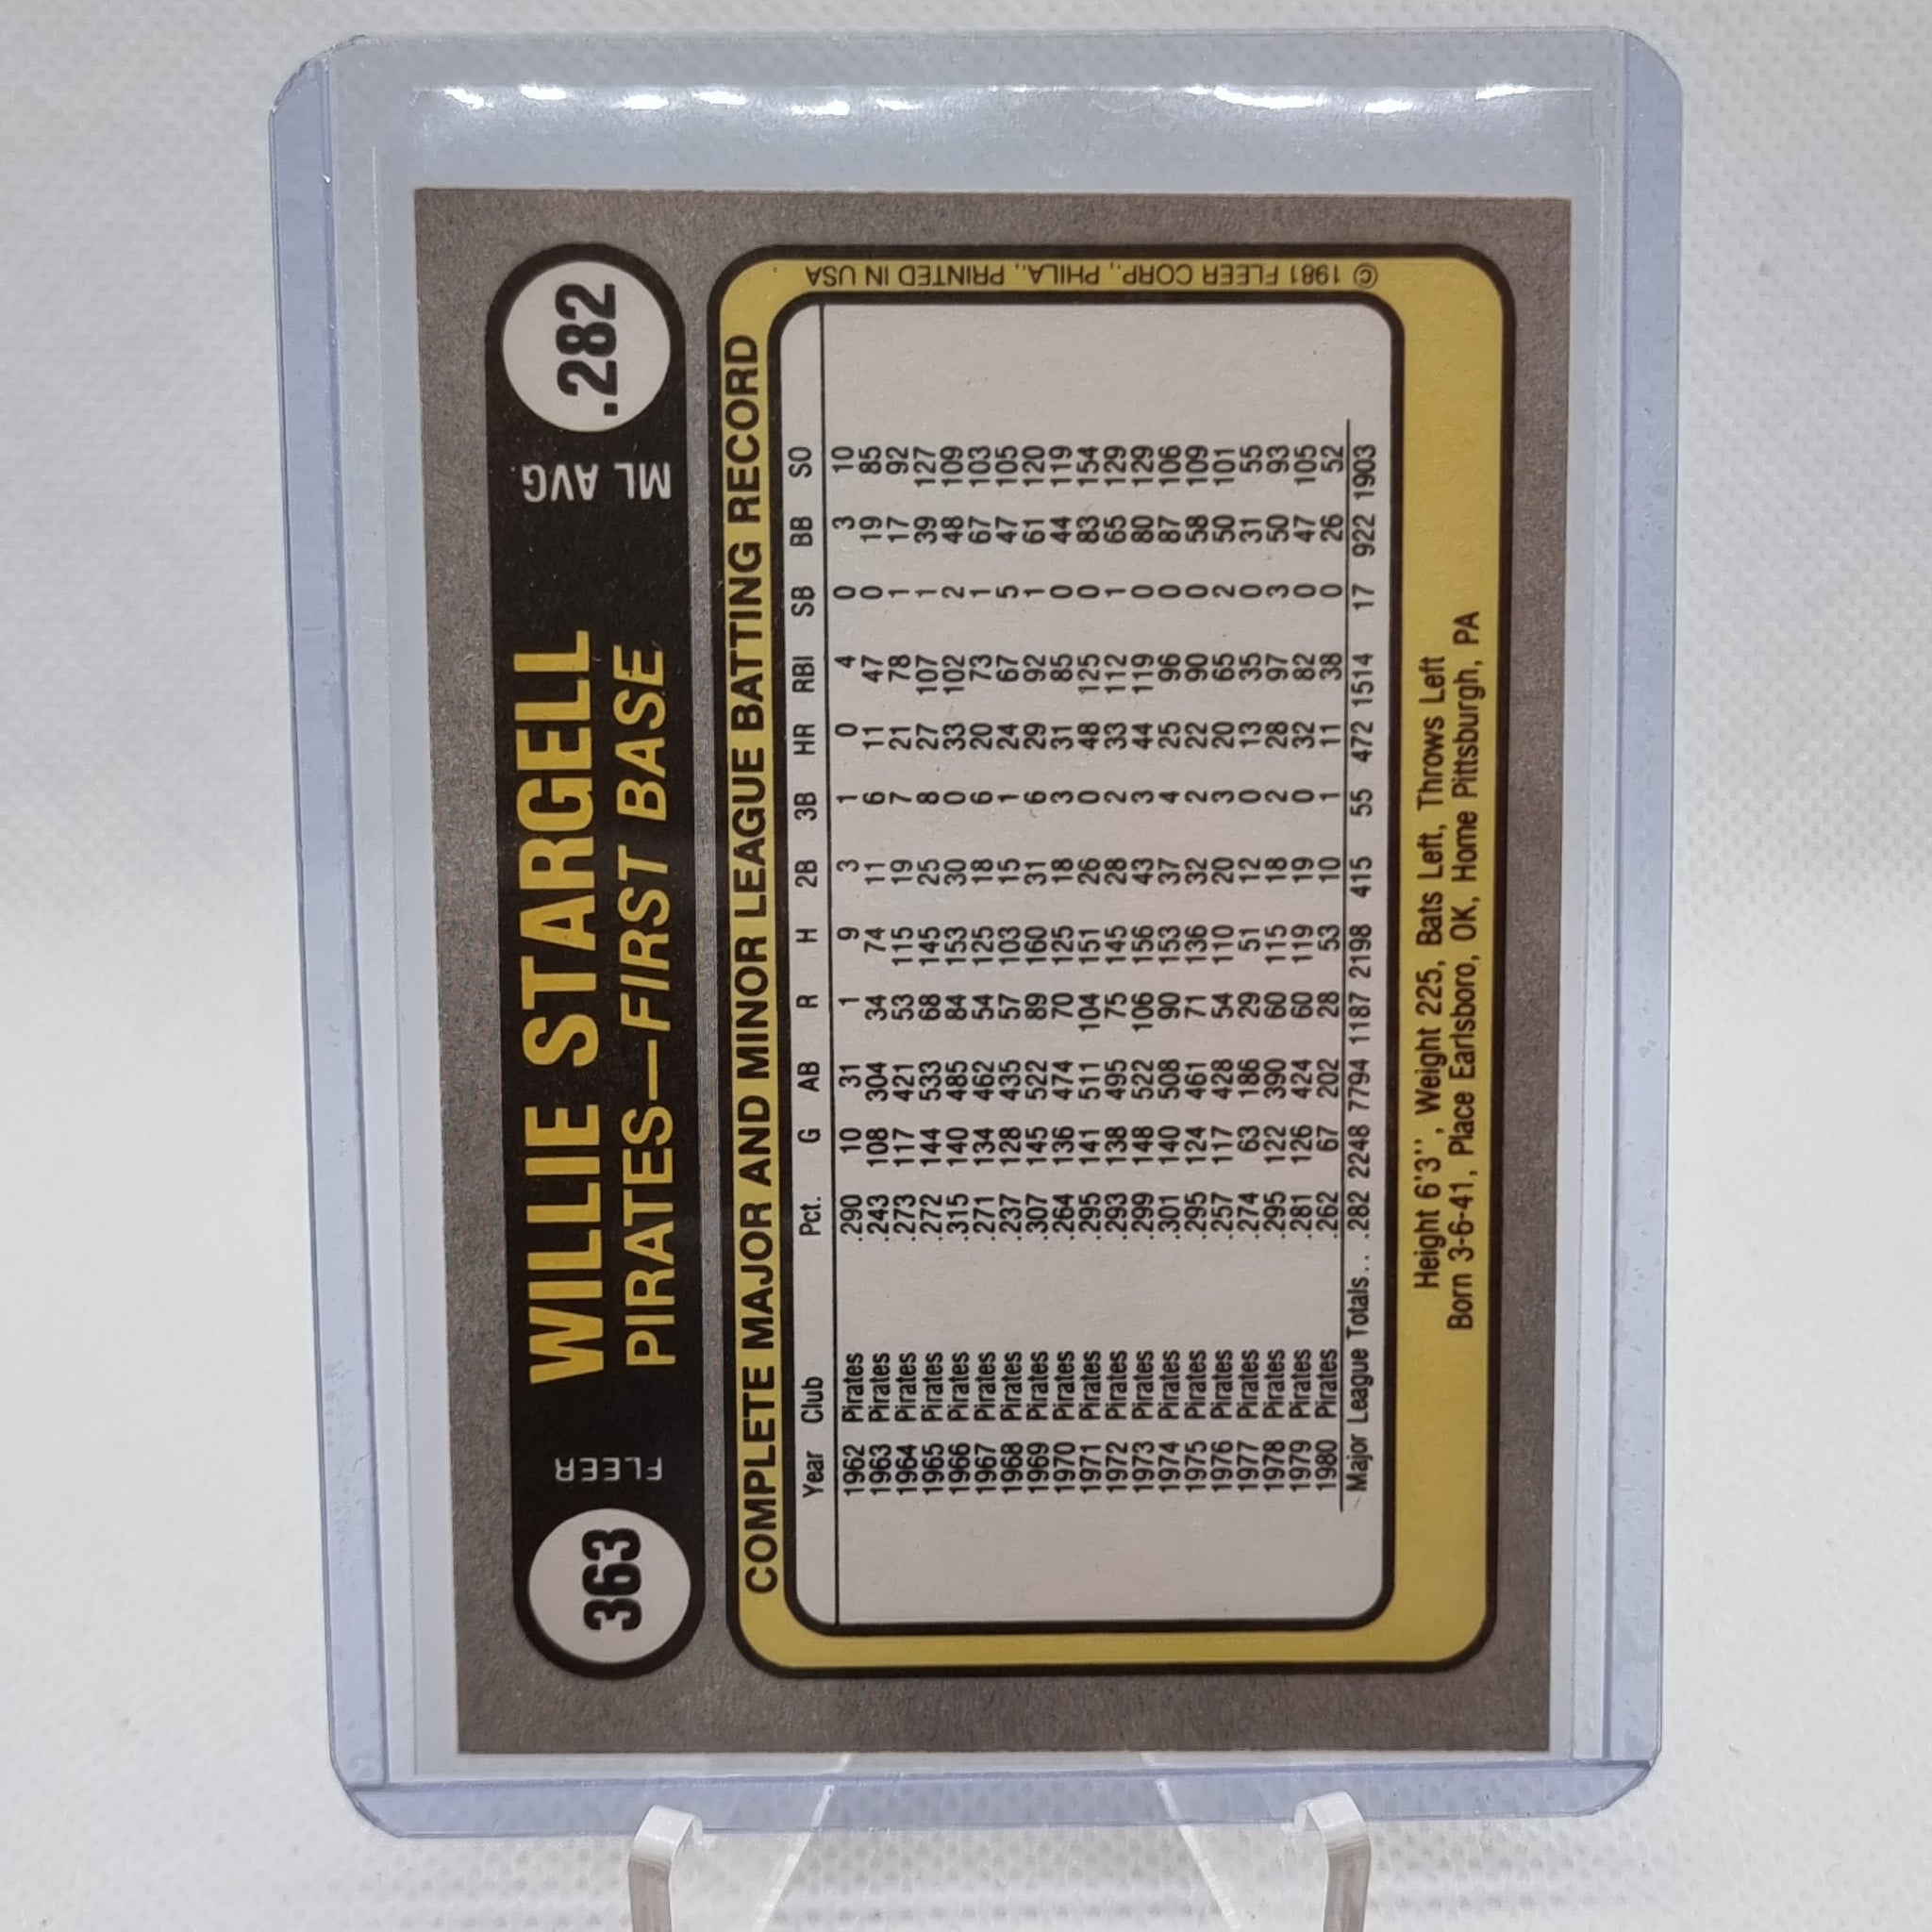 363
FLEER
WILLIE STARGELL
PIRATES—FIRST BASE
ML AVG.
.282
COMPLETE MAJOR AND MINOR LEAGUE BATTING RECORD
Year Club Pct. G AB R H 2B 3B HR RBI SB BB SO
1962 Pirates .290 10 31 1 9 3 1 0 4 0 3 10
1963 Pirates .243 108 304 34 74 11 6 11 47 0 19 85
1964 Pirates .273 117 421 53 115 19 7 21 78 1 17 92
1965 Pirates .272 144 533 68 145 25 8 27 107 1 39 127
1966 Pirates .315 140 485 84 153 30 0 33 102 2 48 109
1967 Pirates .271 134 462 54 125 18 6 20 73 1 67 103
1968 Pirates .237 128 435 57 103 15 1 24 67 5 47 105
1969 Pirates .307 145 522 89 160 31 6 29 92 1 61 120
1970 Pirates .264 136 474 70 125 18 3 31 85 0 44 119
1971 Pirates .295 141 511 104 151 26 0 48 125 0 83 154
1972 Pirates .293 138 495 75 145 28 2 33 112 1 65 129
1973 Pirates .299 148 522 106 156 43 3 44 119 0 80 129
1974 Pirates .301 140 508 90 153 37 4 25 96 0 87 106
1975 Pirates .295 124 461 71 136 32 2 22 90 0 58 109
1976 Pirates .257 117 428 54 110 20 3 20 65 2 50 101
1977 Pirates .274 63 186 29 51 12 0 13 35 0 31 55
1978 Pirates .295 122 390 60 115 18 2 28 97 3 50 93
1979 Pirates .281 126 424 60 119 19 0 32 82 0 47 105
1980 Pirates .262 67 202 28 53 10 1 11 38 0 26 52
Major League Totals... .282 2248 7794 1187 2198 415 55 472 1514 17 922 1903
Height 6'3'', Weight 225, Bats Left, Throws Left
Born 3-6-41, Place Earlsboro, OK, Home Pittsburgh, PA
© 1981 FLEER CORP., PHILA., PRINTED IN USA